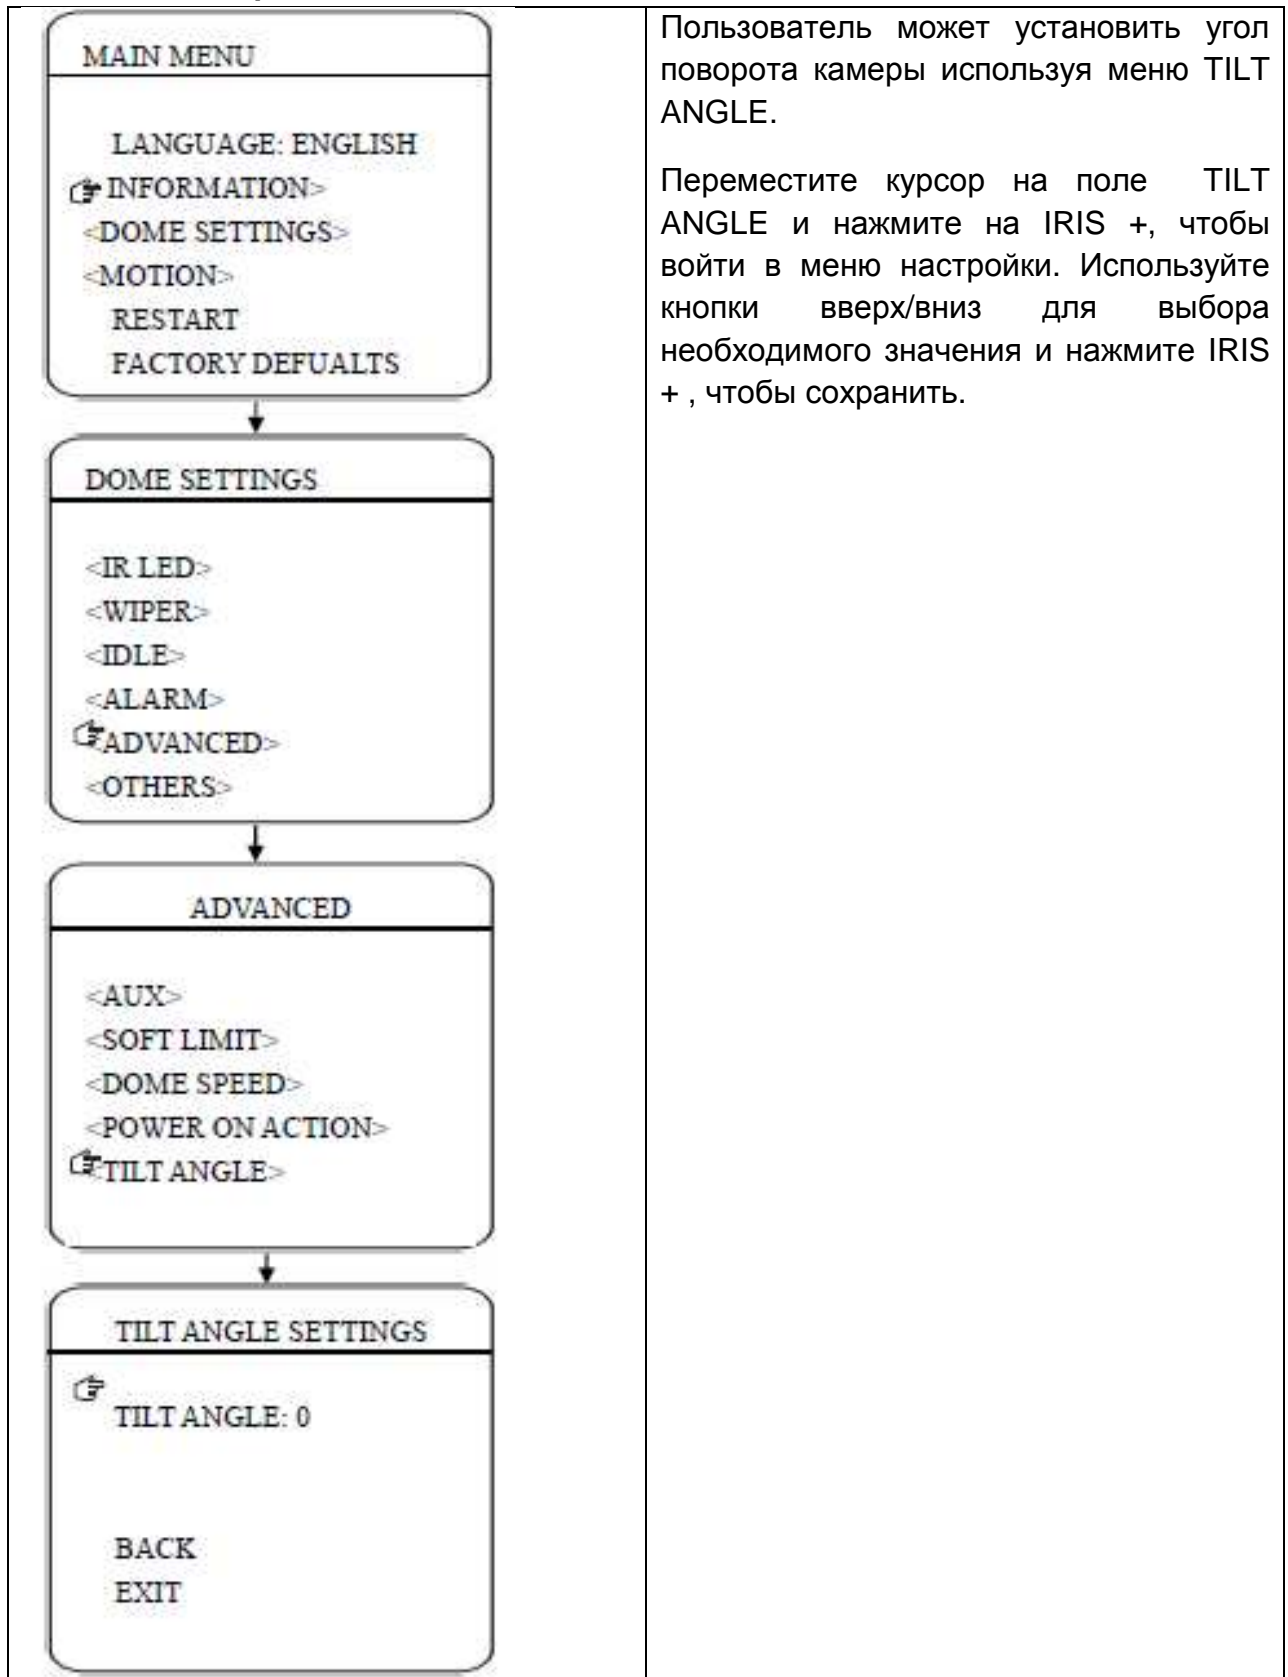 MAIN MENU
LANGUAGE: ENGLISH
INFORMATION>
<DOME SETTINGS>
<MOTION>
RESTART
FACTORY DEFUALTS
DOME SETTINGS
<IR LED>
<WIPER>
<IDLE>
<ALARM>
<ADVANCED>
<OTHERS>
ADVANCED
<AUX>
<SOFT LIMIT>
<DOME SPEED>
<POWER ON ACTION>
<TILT ANGLE>
TILT ANGLE SETTINGS
TILT ANGLE: 0
BACK
EXIT
Пользователь может установить угол
поворота камеры используя меню TILT
ANGLE.
Переместите курсор на поле TILT
ANGLE и нажмите на IRIS +, чтобы
войти в меню настройки. Используйте
кнопки вверх/вниз для выбора
необходимого значения и нажмите IRIS
+ , чтобы сохранить.